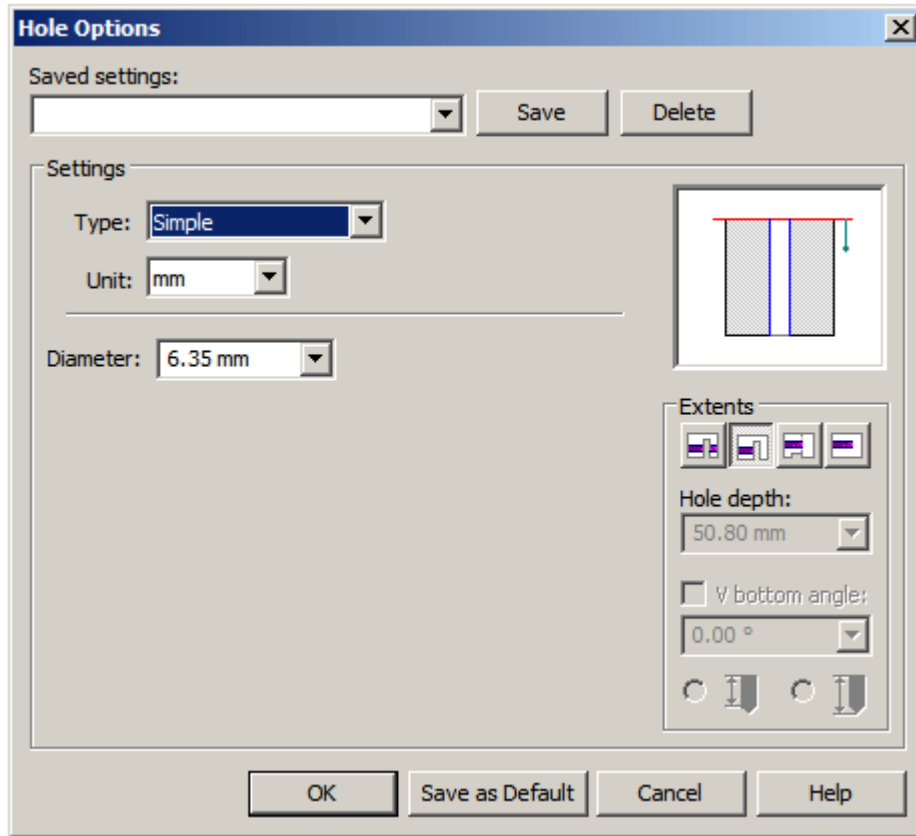 Hole Options
Saved settings:
Save
Delete
Settings
Type: Simple
Unit: mm
Diameter: 6.35 mm
Extents
Hole depth:
50.80 mm
V bottom angle:
0.00 °
OK
Save as Default
Cancel
Help